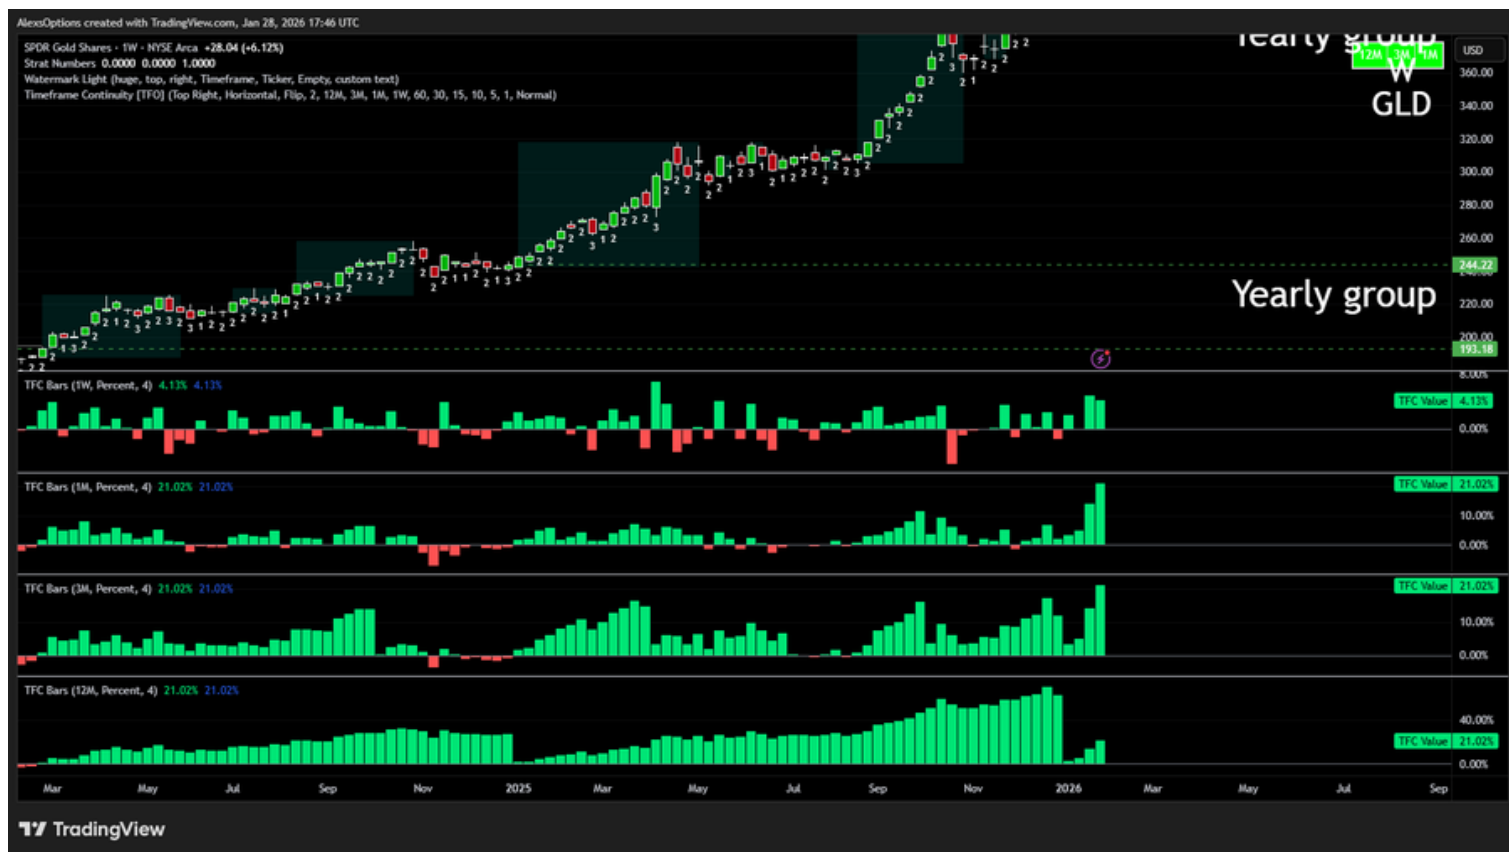 AlexsOptions created with TradingView.com, Jan 28, 2026 17:46 UTC
SPDR Gold Shares · 1W · NYSE Arca +28.04 (+6.12%)
Strat Numbers 0.0000 0.0000 1.0000
Watermark Light (huge, top, right, Timeframe, Ticker, Empty, custom text)
Timeframe Continuity [TFO] (Top Right, Horizontal, Flip, 2, 12M, 3M, 1M, 1W, 60, 30, 15, 10, 5, 1, Normal)
Yearly group
12M 3M 1M
W
GLD
USD
360.00
340.00
320.00
300.00
280.00
260.00
244.22
220.00
200.00
193.18
Yearly group
TFC Bars (1W, Percent, 4) 4.13% 4.13%
8.00%
TFC Value 4.13%
0.00%
TFC Bars (1M, Percent, 4) 21.02% 21.02%
TFC Value 21.02%
10.00%
0.00%
TFC Bars (3M, Percent, 4) 21.02% 21.02%
TFC Value 21.02%
10.00%
0.00%
TFC Bars (12M, Percent, 4) 21.02% 21.02%
40.00%
TFC Value 21.02%
0.00%
Mar May Jul Sep Nov 2025 Mar May Jul Sep Nov 2026 Mar May Jul Sep
TradingView